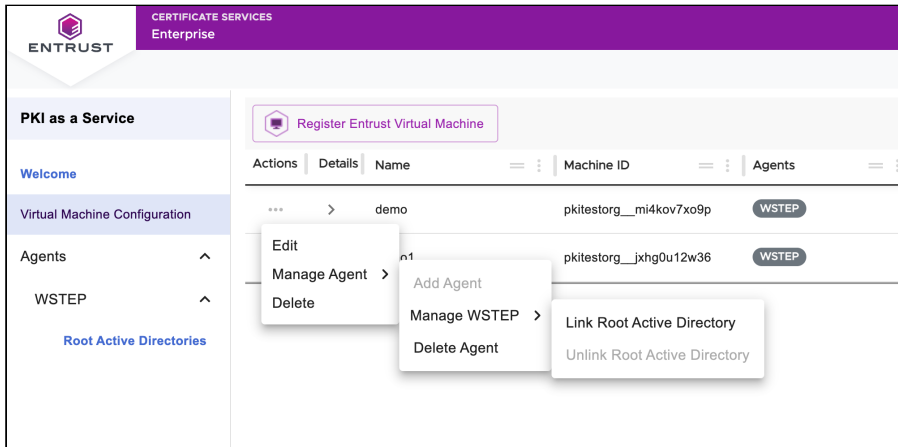 ENTRUST
CERTIFICATE SERVICES
Enterprise
PKI as a Service
Welcome
Virtual Machine Configuration
Agents
WSTEP
Root Active Directories
Register Entrust Virtual Machine
Actions Details Name Machine ID Agents
demo pkitestorg__mi4kov7xo9p WSTEP
o1 pkitestorg__jxhg0u12w36 WSTEP
Edit
Manage Agent
Delete
Add Agent
Manage WSTEP
Delete Agent
Link Root Active Directory
Unlink Root Active Directory